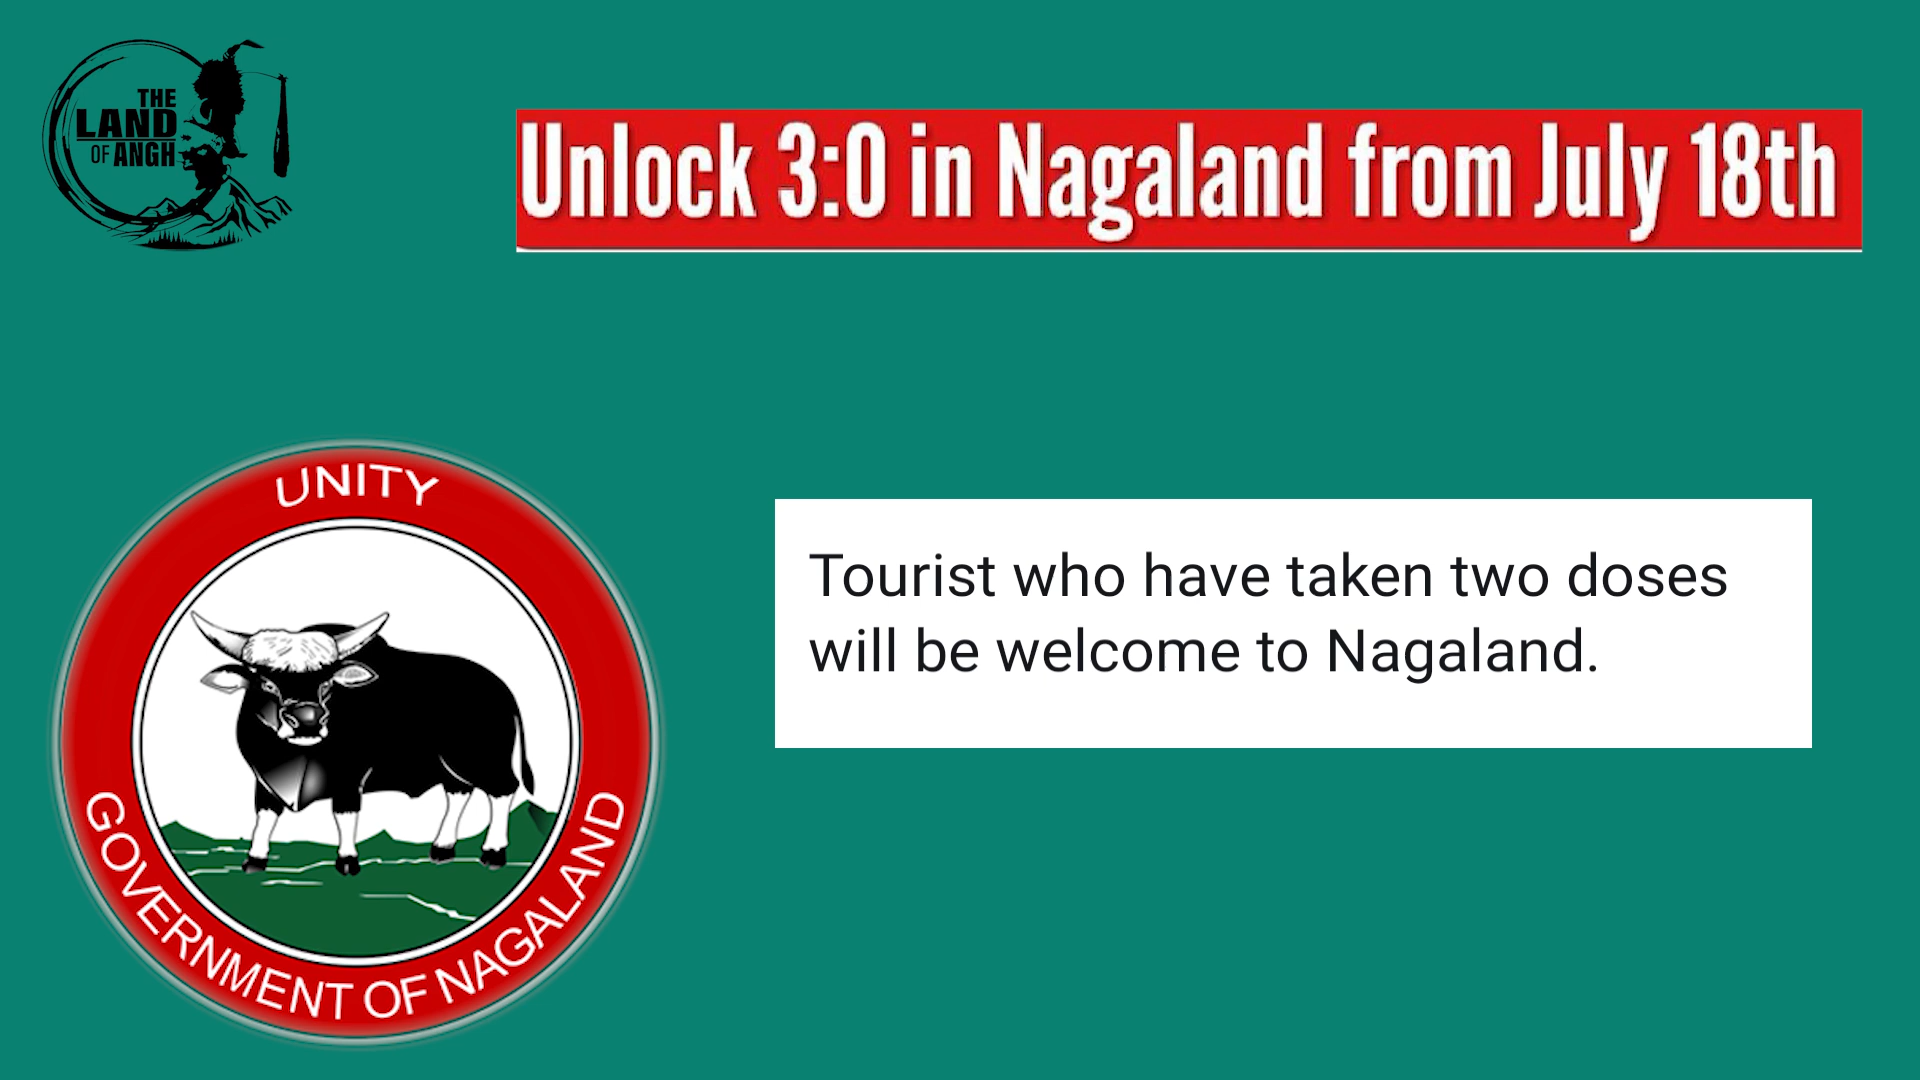 THE
LAND
OF ANGH
Unlock 3:0 in Nagaland from July 18th
UNITY
GOVERNMENT OF NAGALAND
Tourist who have taken two doses
will be welcome to Nagaland.